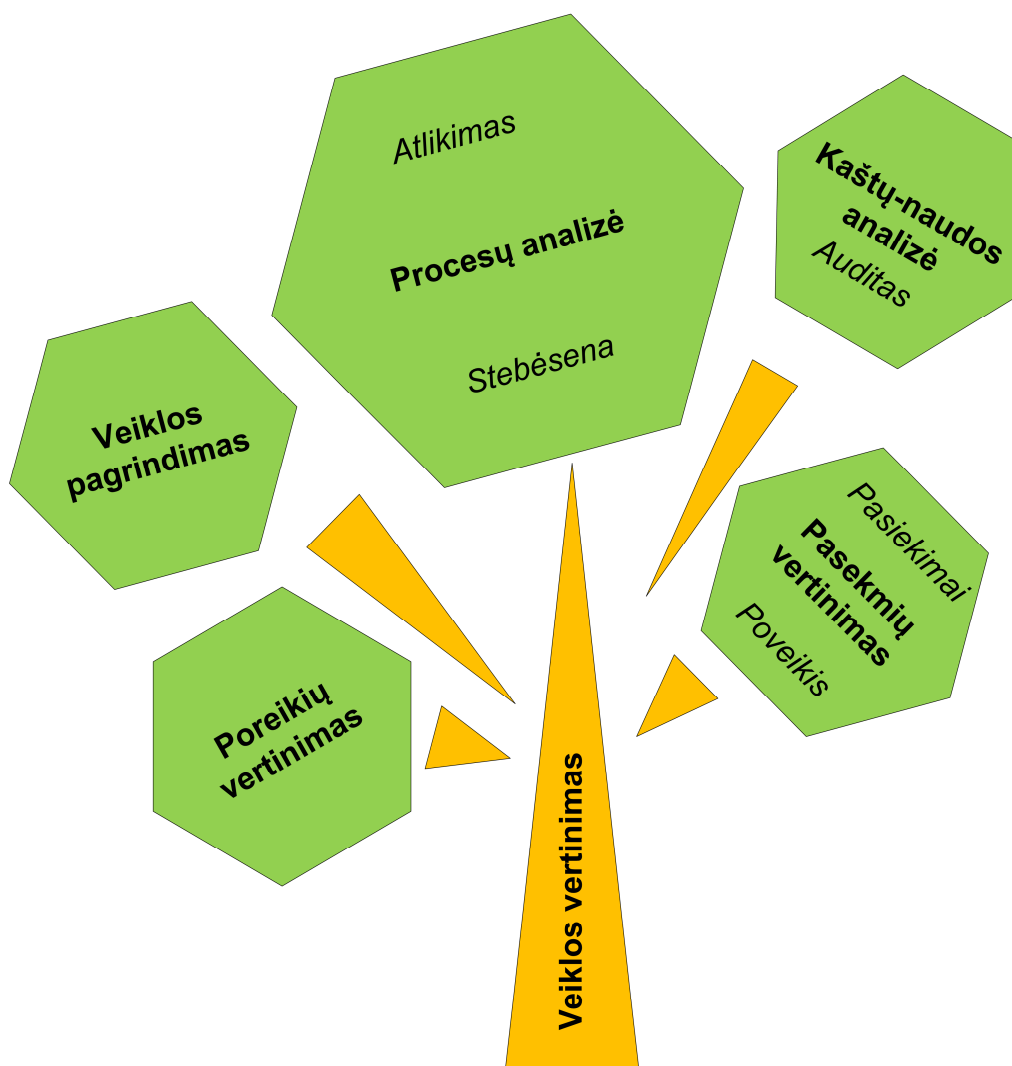 Atlikimas
Procesų analizė
Stebėsena
Kaštų-naudos
analizė
Auditas
Veiklos
pagrindimas
Pasiekimai
Pasekmių
vertinimas
Poveikis
Poreikių
vertinimas
Veiklos vertinimas